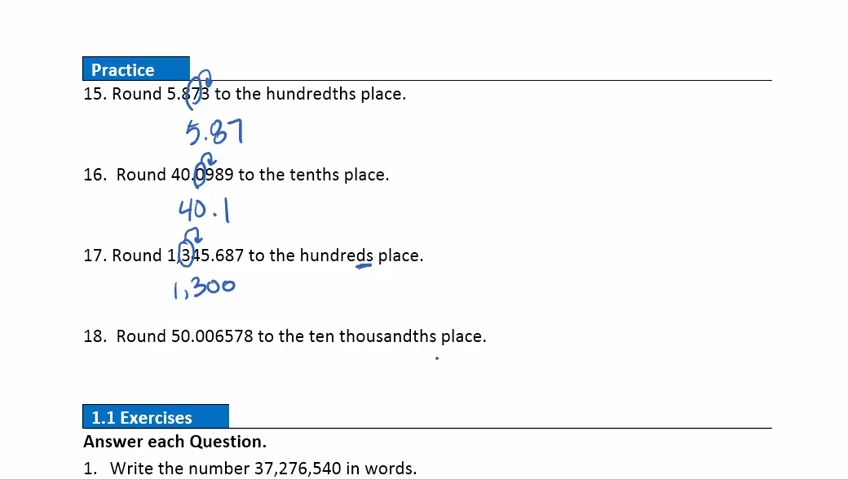 Practice
15. Round 5.873 to the hundredths place.
5.87
16. Round 40.0989 to the tenths place.
40.1
17. Round 1,345.687 to the hundreds place.
1,300
18. Round 50.006578 to the ten thousandths place.
1.1 Exercises
Answer each Question.
1. Write the number 37,276,540 in words.